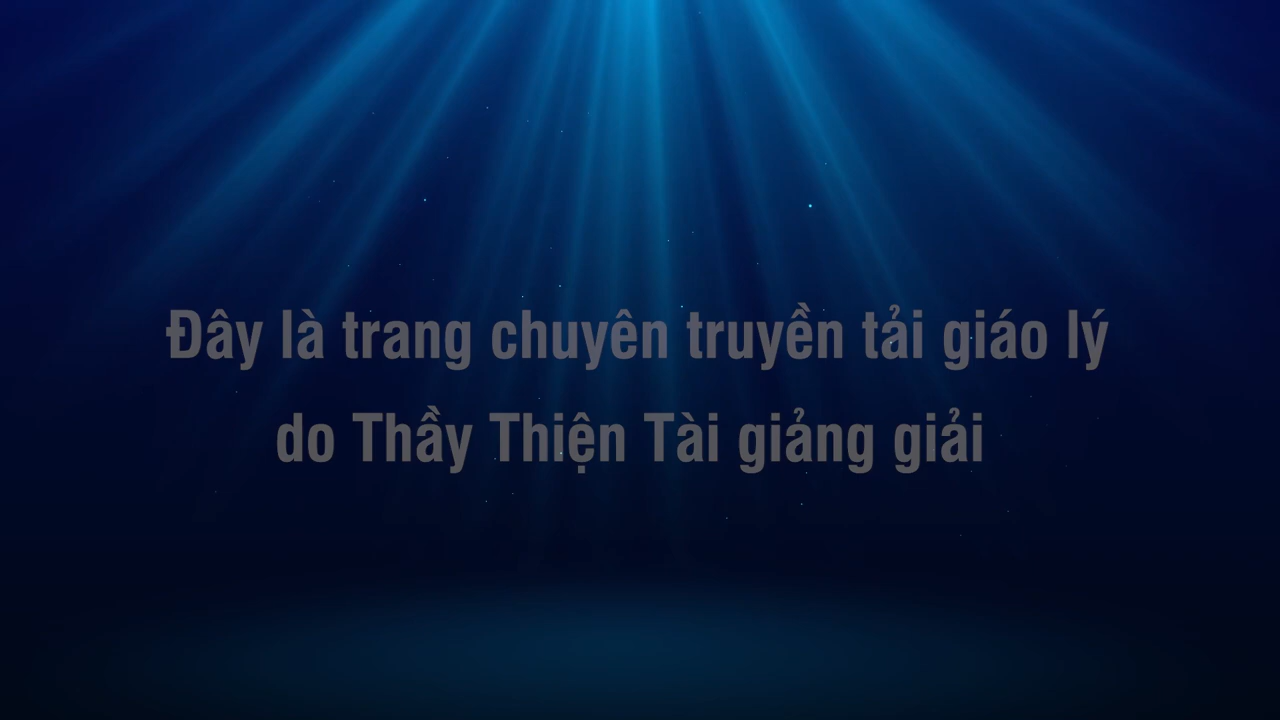 Đây là trang chuyên truyền tải giáo lý
do Thầy Thiện Tài giảng giải